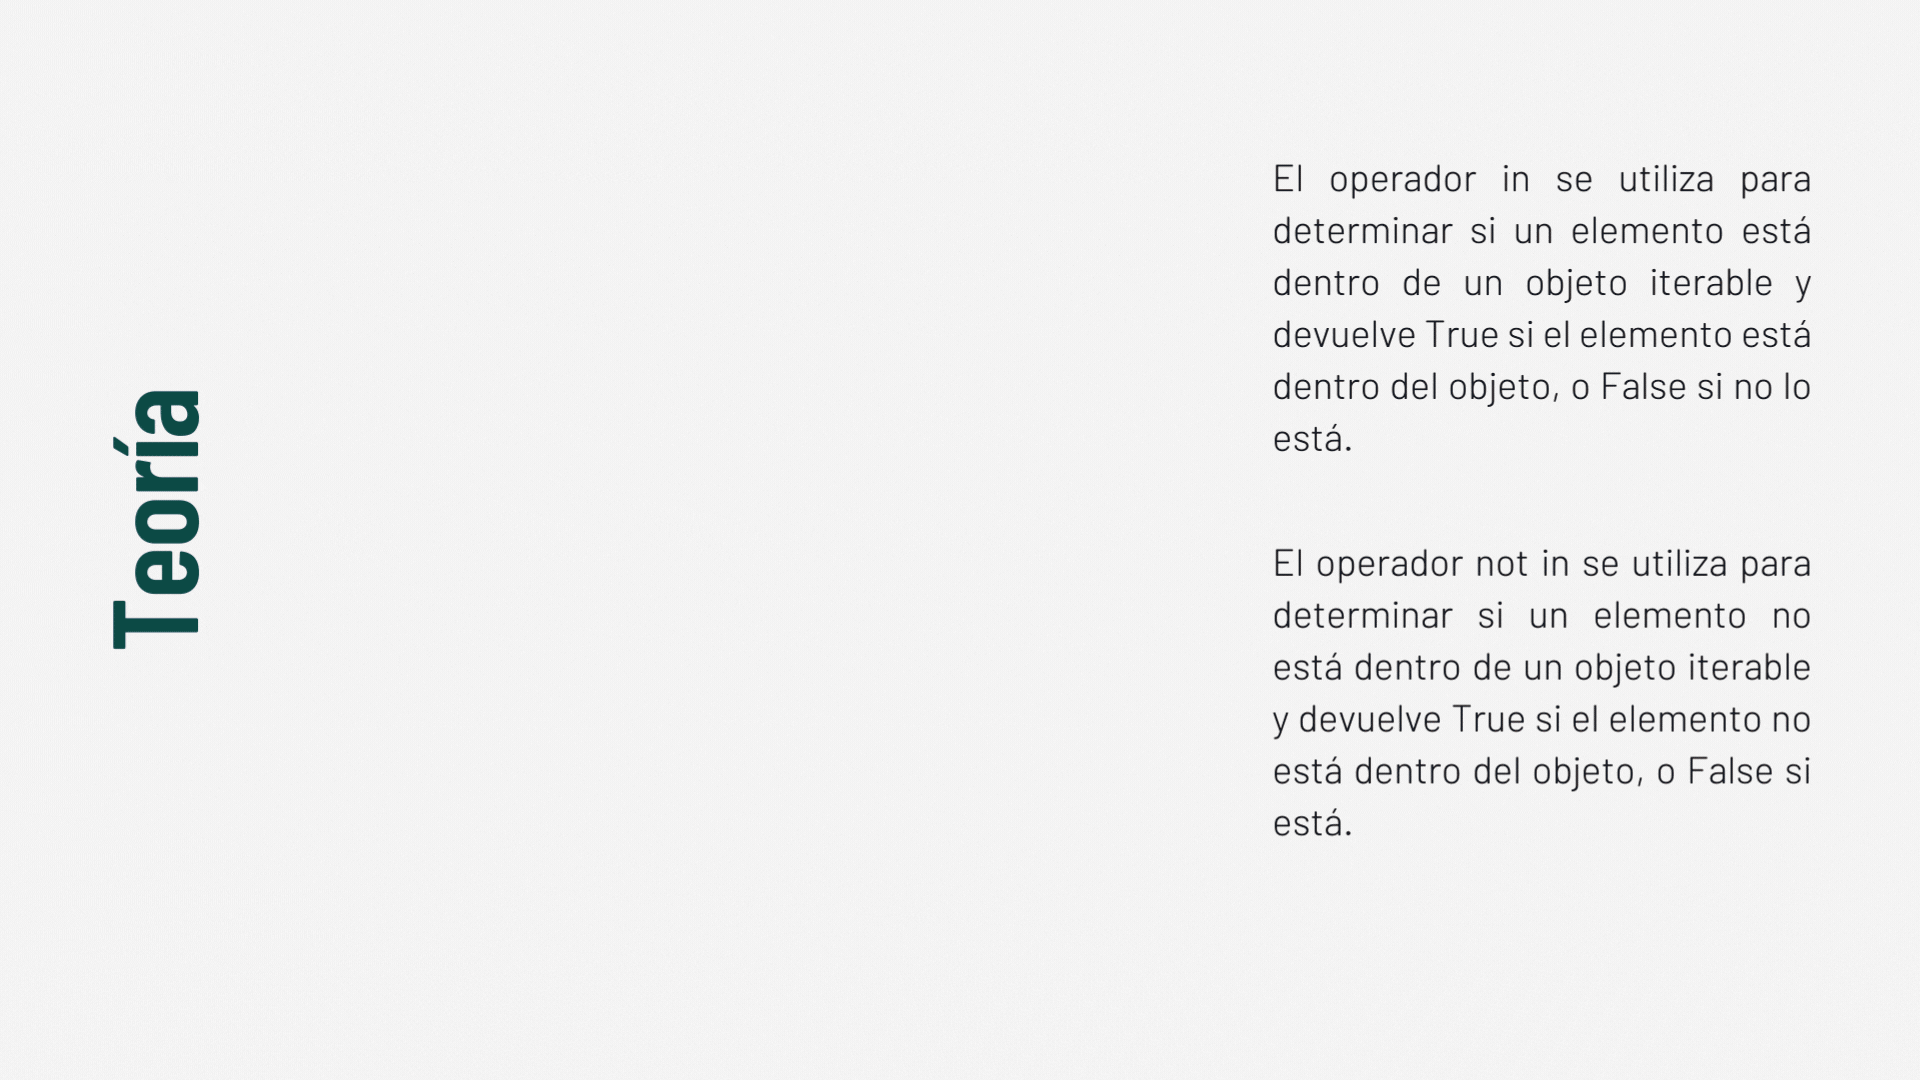 Teoría
El operador in se utiliza para
determinar si un elemento está
dentro de un objeto iterable y
devuelve True si el elemento está
dentro del objeto, o False si no lo
está.
El operador not in se utiliza para
determinar si un elemento no
está dentro de un objeto iterable
y devuelve True si el elemento no
está dentro del objeto, o False si
está.